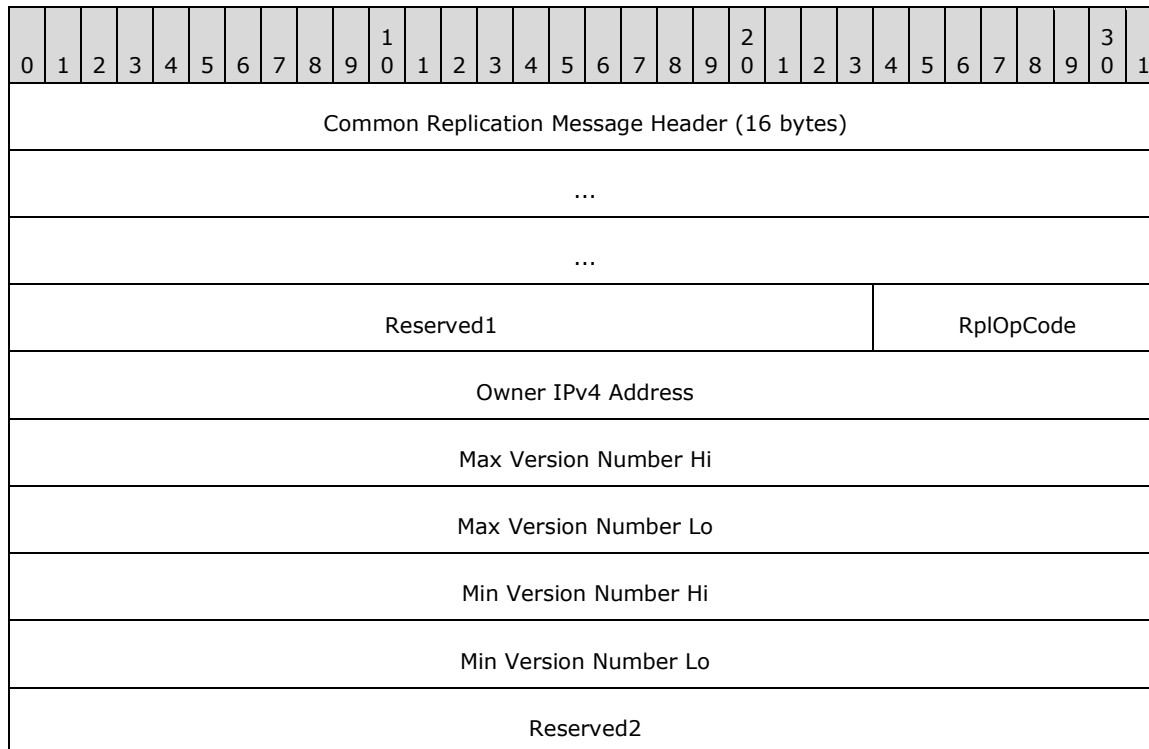 1 2 3
0 1 2 3 4 5 6 7 8 9 0 1 2 3 4 5 6 7 8 9 0 1 2 3 4 5 6 7 8 9 0 1
Common Replication Message Header (16 bytes)
...
...
Reserved1 RplOpCode
Owner IPv4 Address
Max Version Number Hi
Max Version Number Lo
Min Version Number Hi
Min Version Number Lo
Reserved2